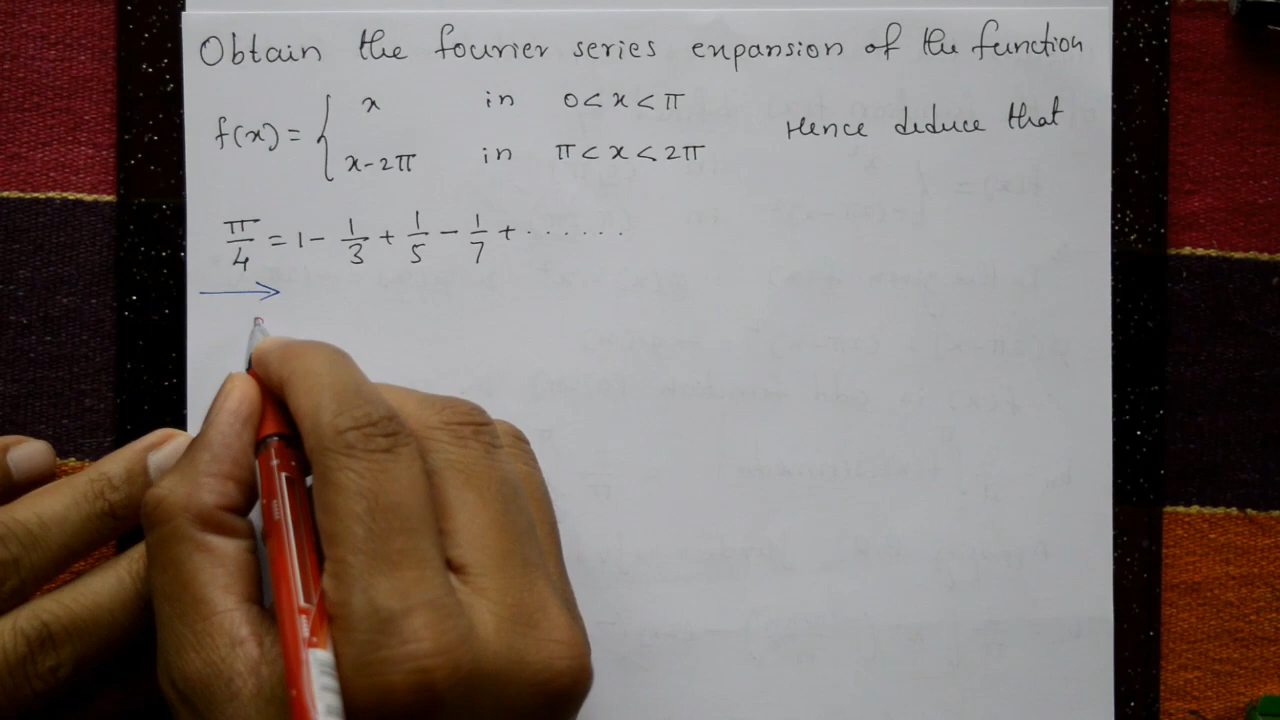 Obtain the fourier series expansion of the function
f(x) = { x in 0 < x < π
x - 2π in π < x < 2π
Hence deduce that
π/4 = 1 - 1/3 + 1/5 - 1/7 + .......